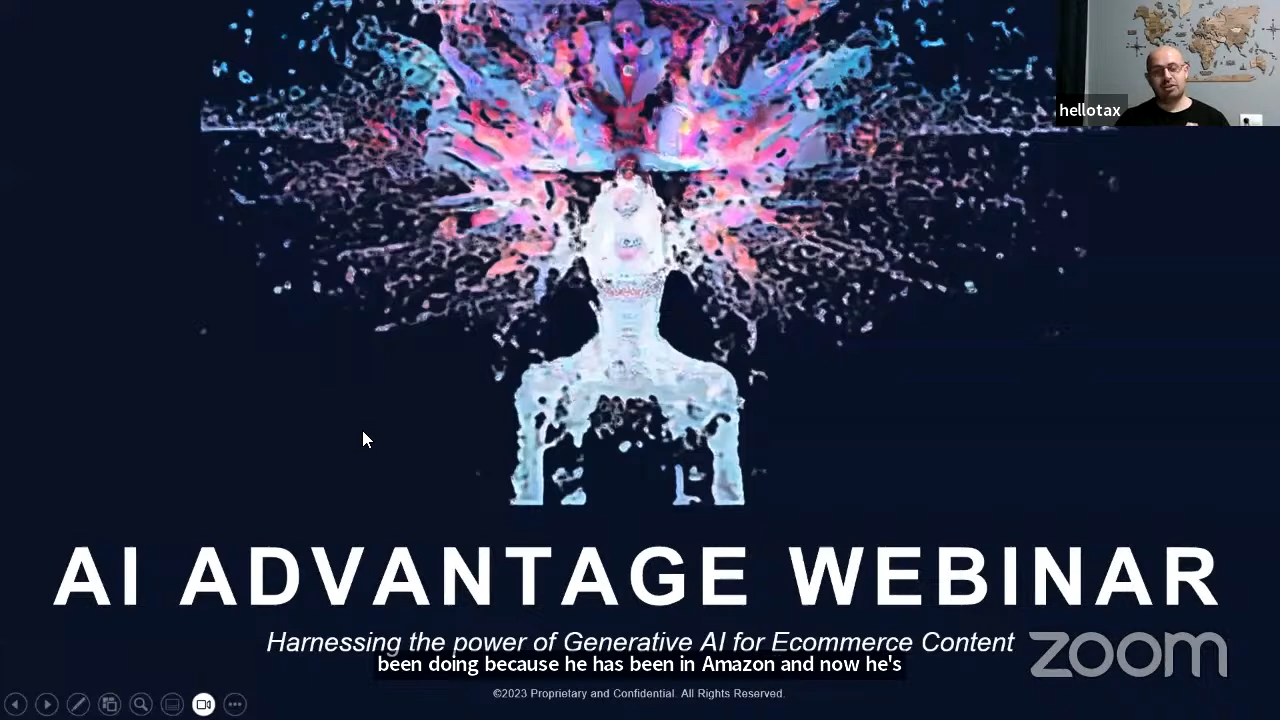 hellotax
AI ADVANTAGE WEBINAR
Harnessing the power of Generative AI for Ecommerce Content
zoom
been doing because he has been in Amazon and now he's
©2023 Proprietary and Confidential. All Rights Reserved.